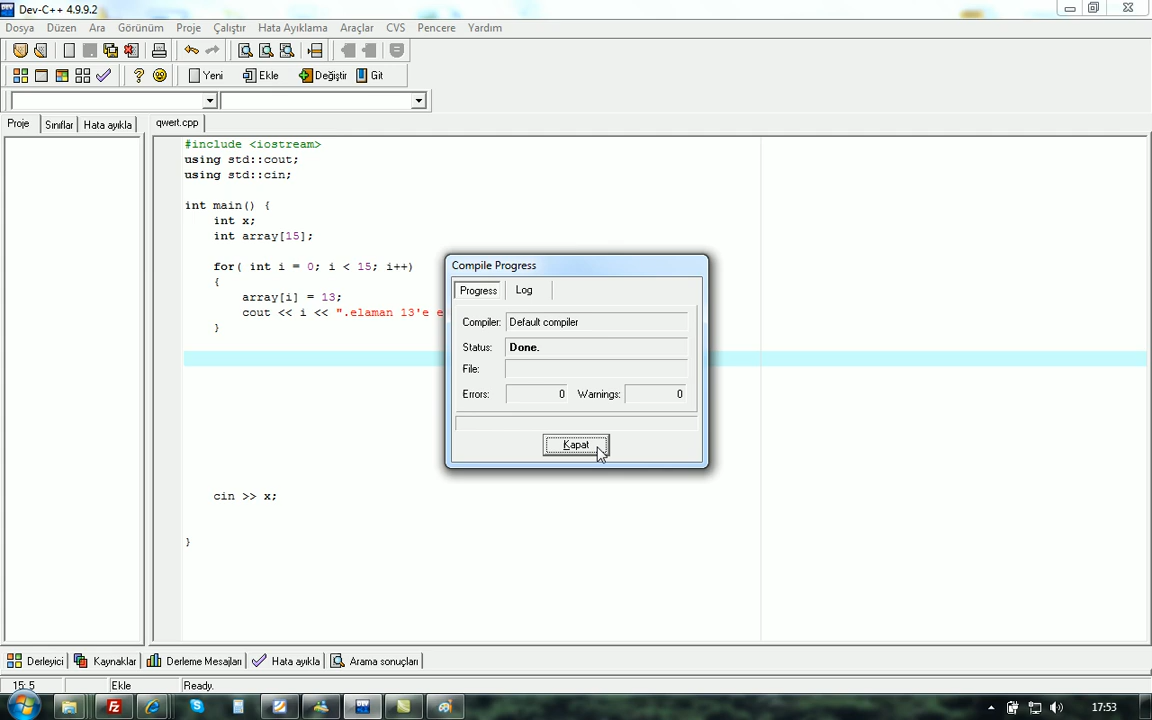 Dev-C++ 4.9.9.2
Dosya Düzen Ara Görünüm Proje Çalıştır Hata Ayıklama Araçlar CVS Pencere Yardım
Yeni Ekle Değiştir Git
Proje Sınıflar Hata ayıkla qwert.cpp
#include <iostream>
using std::cout;
using std::cin;
int main() {
int x;
int array[15];
for( int i = 0; i < 15; i++)
{
array[i] = 13;
cout << i << ".elaman 13'e e
}
cin >> x;
}
Compile Progress
Progress Log
Compiler: Default compiler
Status: Done.
File:
Errors: 0 Warnings: 0
Kapat
Derleyici Kaynaklar Derleme Mesajları Hata ayıkla Arama sonuçları
15: 5 Ekle Ready.
17:53